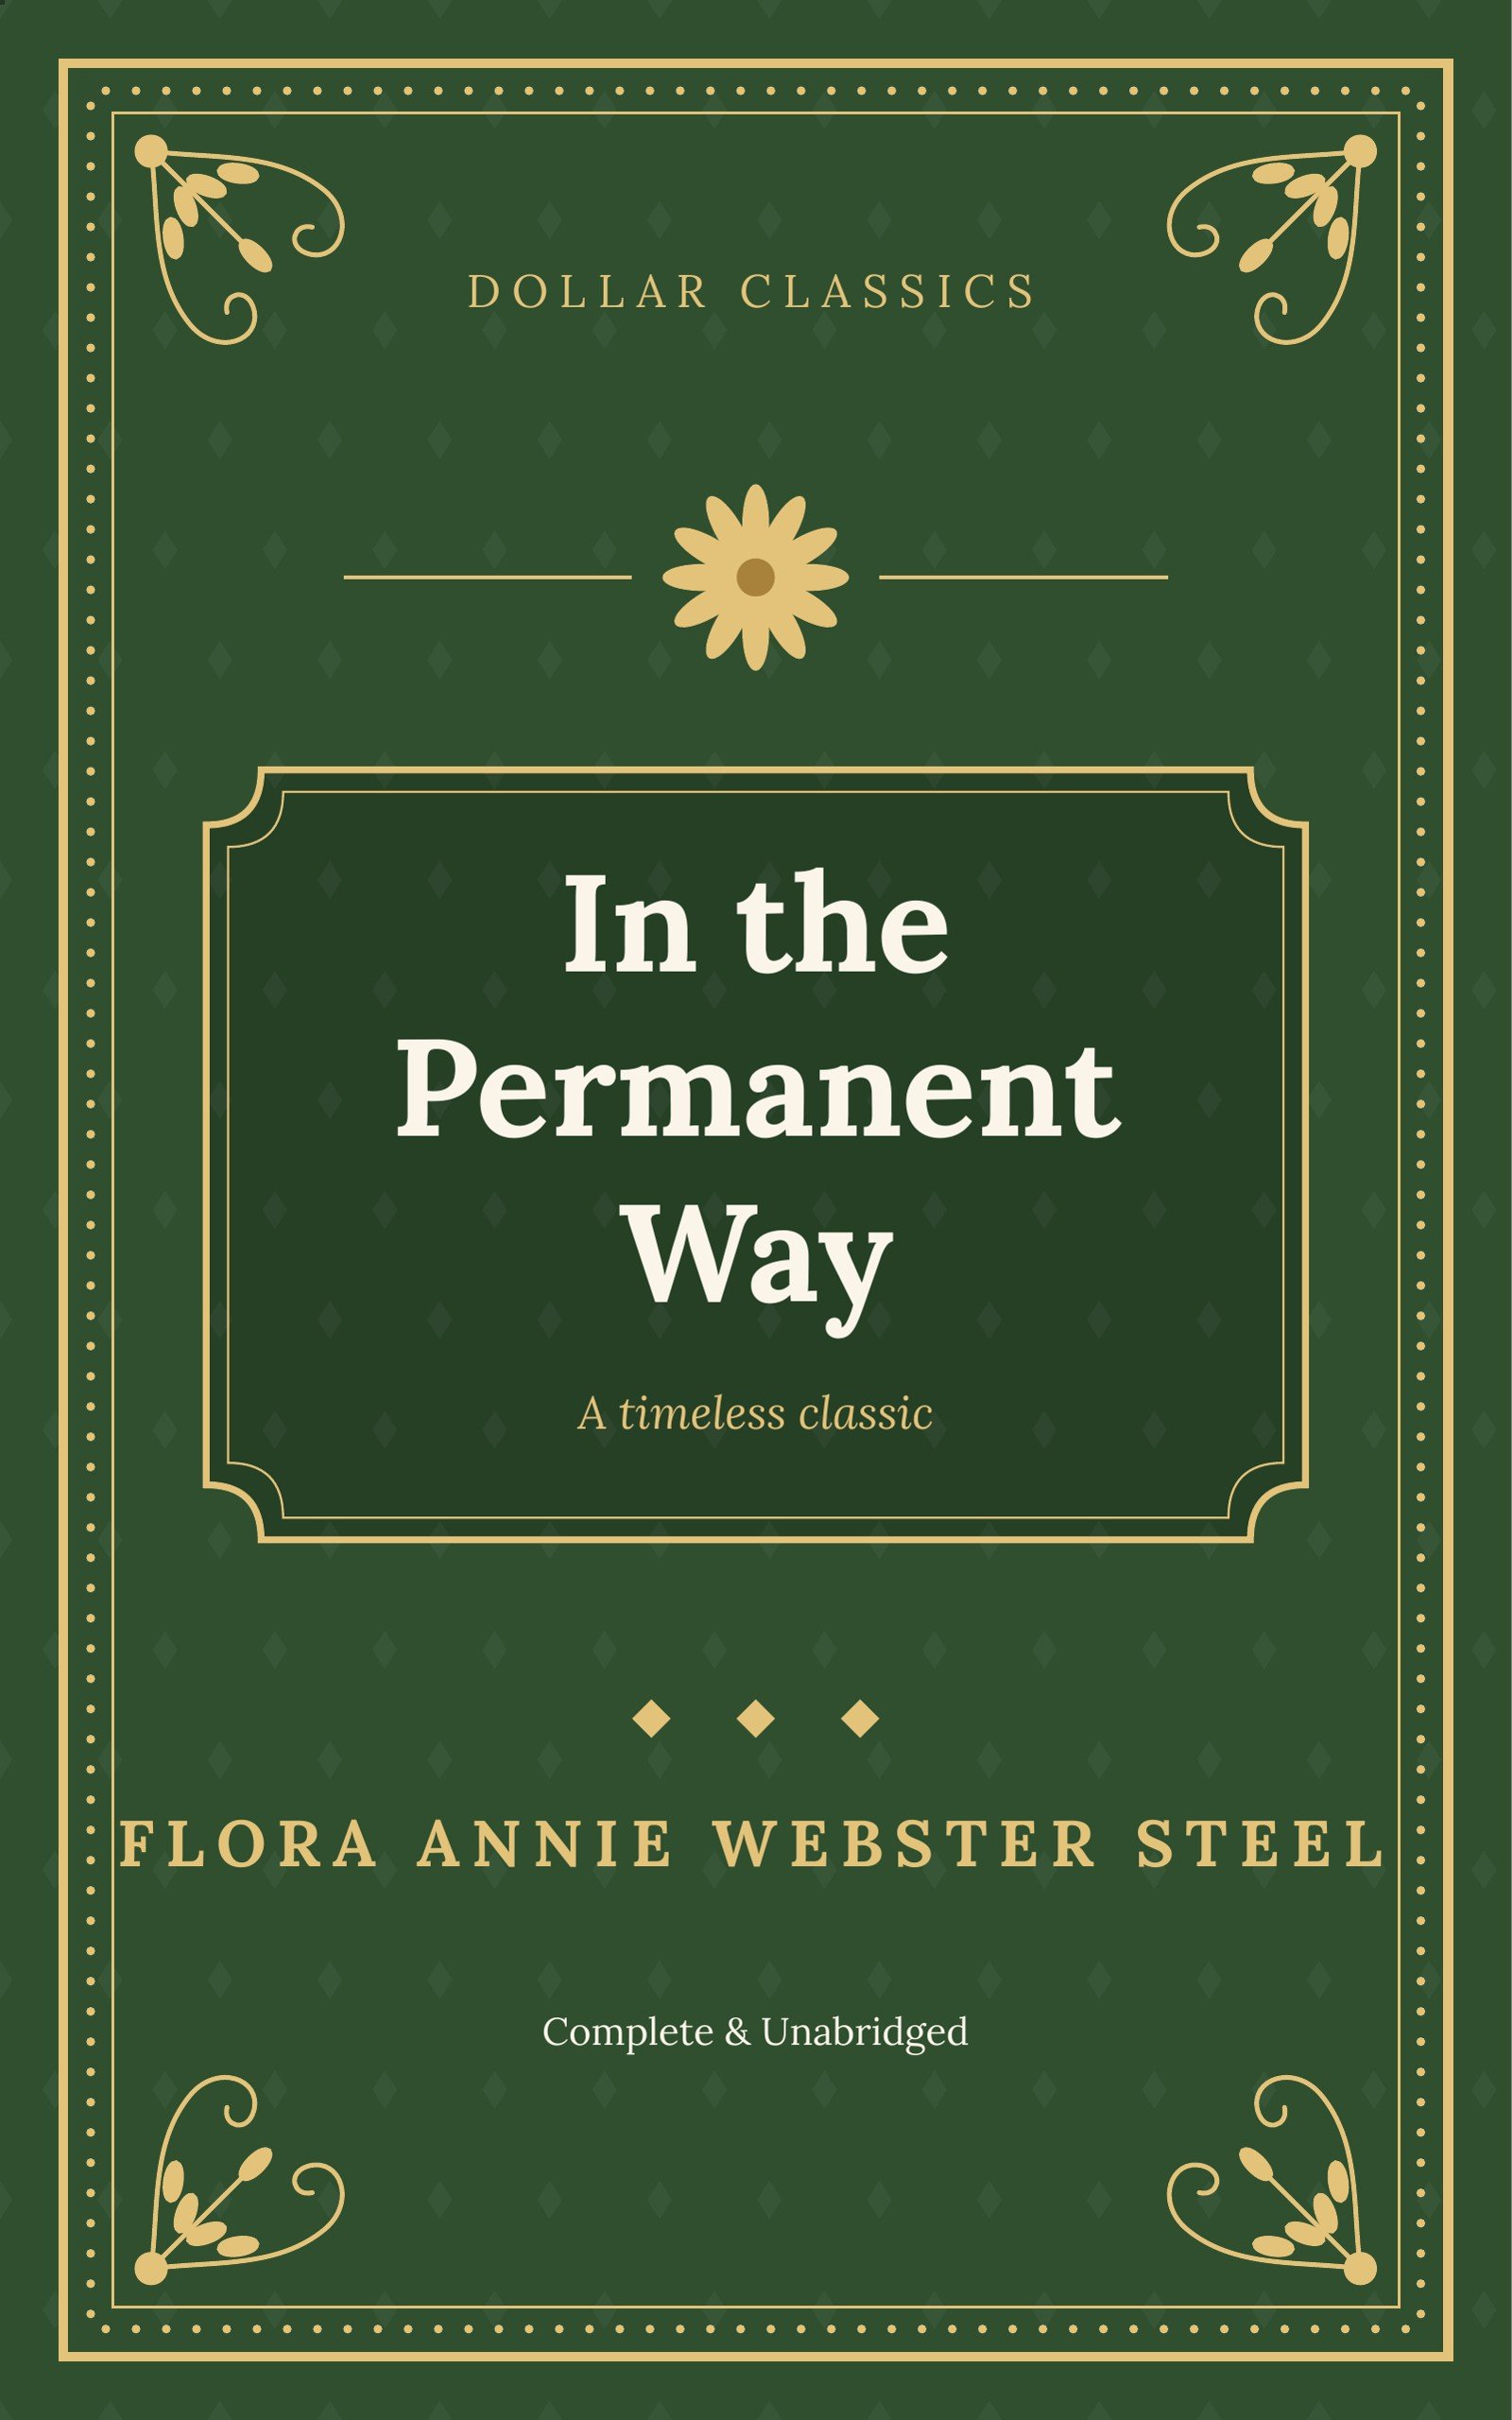 DOLLAR CLASSICS
In the
Permanent
Way
A timeless classic
FLORA ANNIE WEBSTER STEEL
Complete & Unabridged